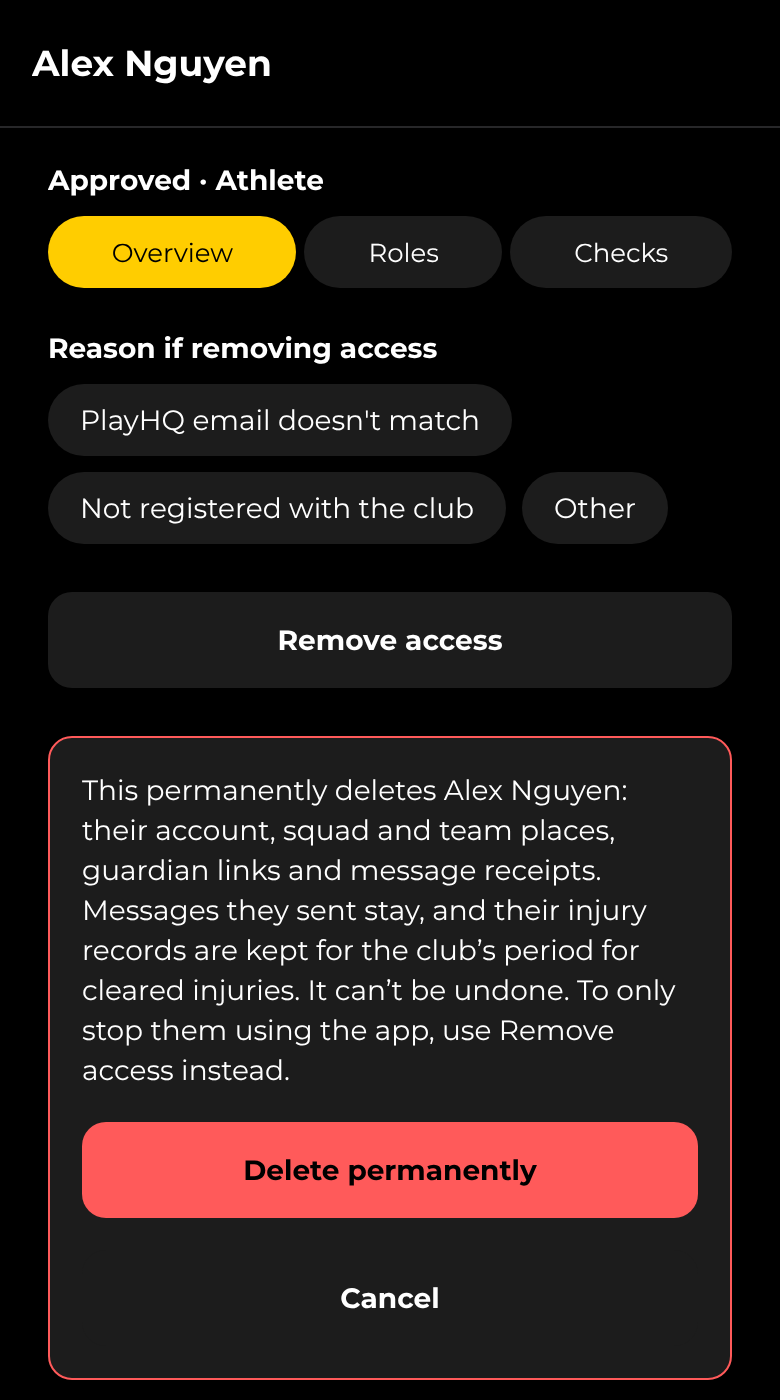 Alex Nguyen
Approved · Athlete
Overview
Roles
Checks
Reason if removing access
PlayHQ email doesn't match
Not registered with the club
Other
Remove access
This permanently deletes Alex Nguyen:
their account, squad and team places,
guardian links and message receipts.
Messages they sent stay, and their injury
records are kept for the club’s period for
cleared injuries. It can’t be undone. To only
stop them using the app, use Remove
access instead.
Delete permanently
Cancel